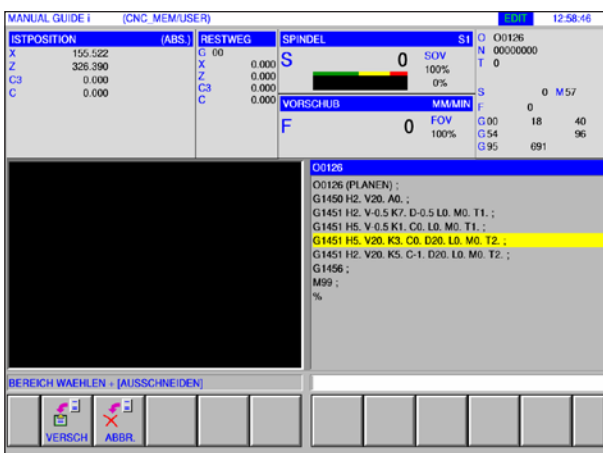 MANUAL GUIDE i (CNC_MEM/USER) EDIT 12:58:46
ISTPOSITION (ABS.)
X 155.522
Z 326.390
C3 0.000
C 0.000
RESTWEG
G 00
X 0.000
Z 0.000
C3 0.000
C 0.000
SPINDEL S1
S 0 SOV
100%
0%
VORSCHUB MM/MIN
F 0 FOV
100%
O O0126
N 00000000
T 0
S 0 M57
F 0
G00 18 40
G54 96
G95 691
O0126
O0126 (PLANEN) ;
G1450 H2. V20. A0. ;
G1451 H2. V-0.5 K7. D-0.5 L0. M0. T1. ;
G1451 H5. V-0.5 K1. C0. L0. M0. T1. ;
G1451 H5. V20. K3. C0. D20. L0. M0. T2. ;
G1451 H2. V20. K5. C-1. D20. L0. M0. T2. ;
G1456 ;
M99 ;
%
BEREICH WAEHLEN + [AUSSCHNEIDEN]
VERSCH ABBR.